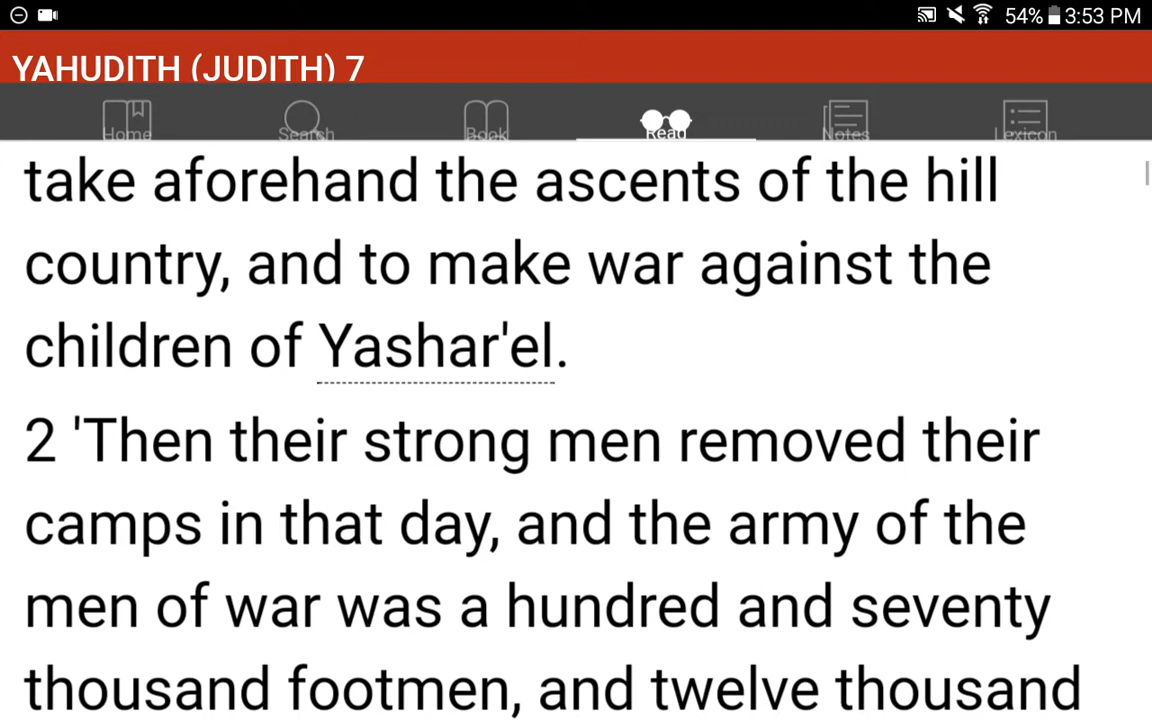 54% 3:53 PM
YAHUDITH (JUDITH) 7
Home Search Book Read Notes Lexicon
take aforehand the ascents of the hill
country, and to make war against the
children of Yashar'el.
2 'Then their strong men removed their
camps in that day, and the army of the
men of war was a hundred and seventy
thousand footmen, and twelve thousand